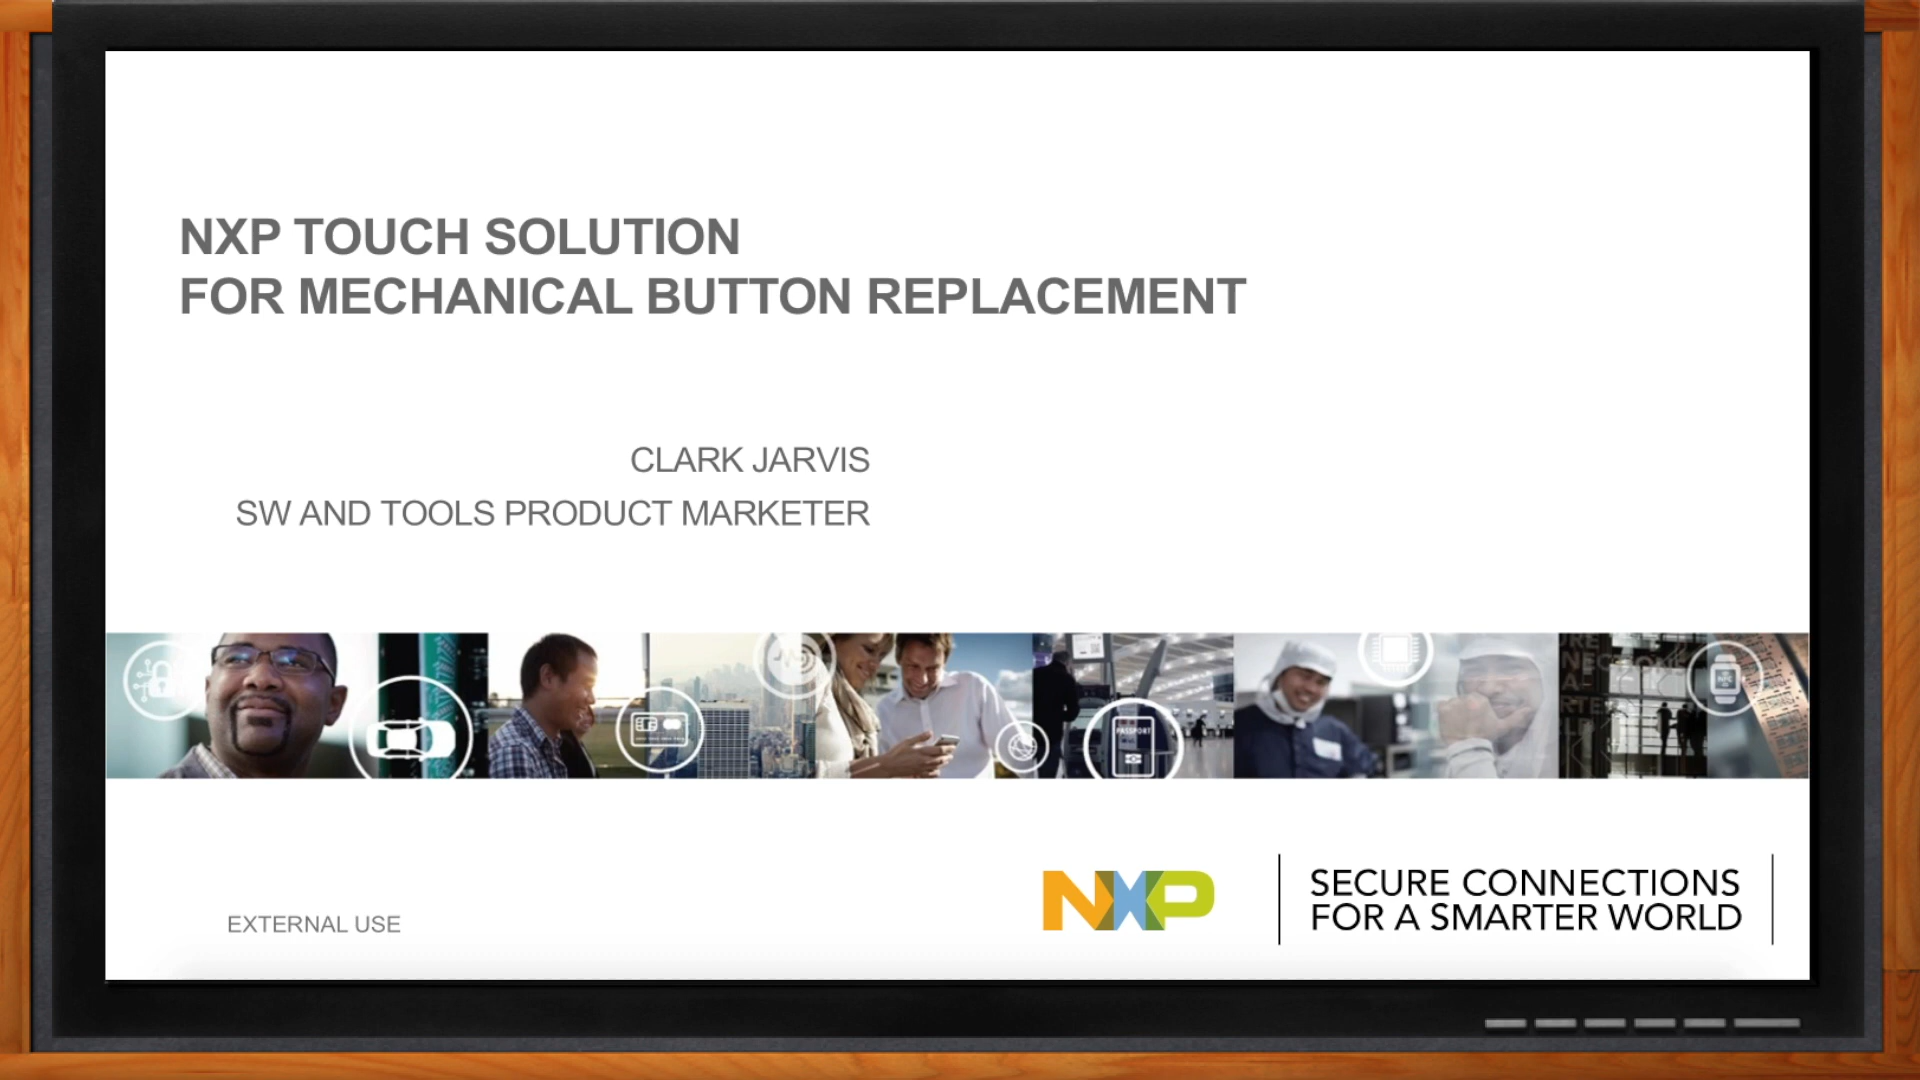 NXP TOUCH SOLUTION
FOR MECHANICAL BUTTON REPLACEMENT
CLARK JARVIS
SW AND TOOLS PRODUCT MARKETER
PASSPORT
EXTERNAL USE
NXP
SECURE CONNECTIONS
FOR A SMARTER WORLD